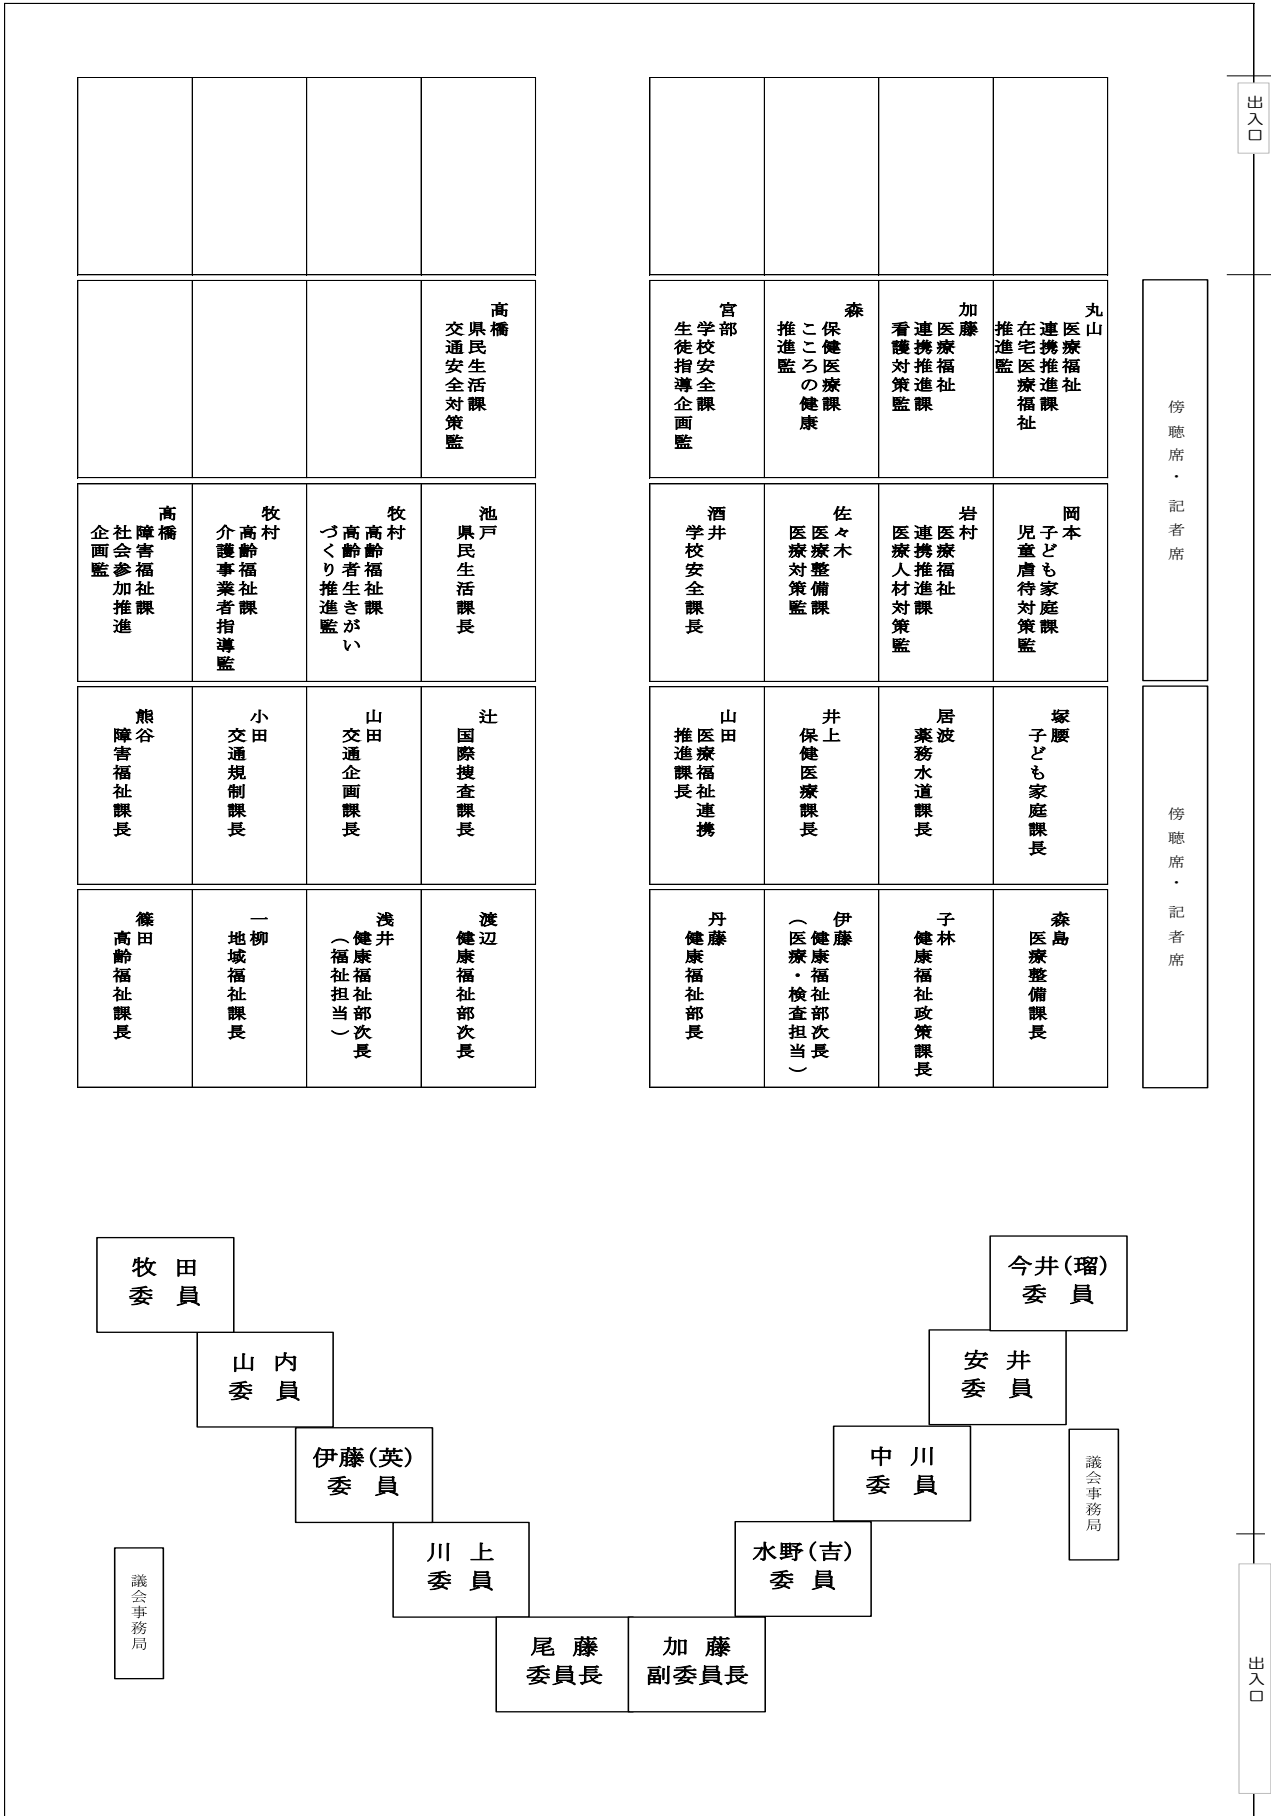 出入口
丸山
医療福祉
連携推進課
在宅医療福祉
推進監
加藤
医療福祉
連携推進課
看護対策監
森
保健医療課
こころの健康
推進監
宮部
学校安全課
生徒指導企画監
高橋
県民生活課
交通安全対策監
傍聴席・記者席
岡本
子ども家庭課
児童虐待対策監
岩村
医療福祉
連携推進課
医療人材対策監
佐々木
医療整備課
医療対策監
酒井
学校安全課長
池戸
県民生活課長
牧村
高齢福祉課
高齢者生きがい
づくり推進監
牧村
高齢福祉課
介護事業者指導監
高橋
障害福祉課
社会参加推進
企画監
傍聴席・記者席
塚腰
子ども家庭課長
居波
薬務水道課長
井上
保健医療課長
山田
医療福祉連携
推進課長
辻
国際捜査課長
山田
交通企画課長
小田
交通規制課長
熊谷
障害福祉課長
森島
医療整備課長
子林
健康福祉政策課長
伊藤
健康福祉部次長
（医療・検査担当）
丹藤
健康福祉部長
渡辺
健康福祉部次長
浅井
健康福祉部次長
（福祉担当）
一柳
地域福祉課長
篠田
高齢福祉課長
牧田
委員
山内
委員
伊藤(英)
委員
川上
委員
尾藤
委員長
加藤
副委員長
水野(吉)
委員
中川
委員
安井
委員
今井(瑠)
委員
議会事務局
議会事務局
出入口